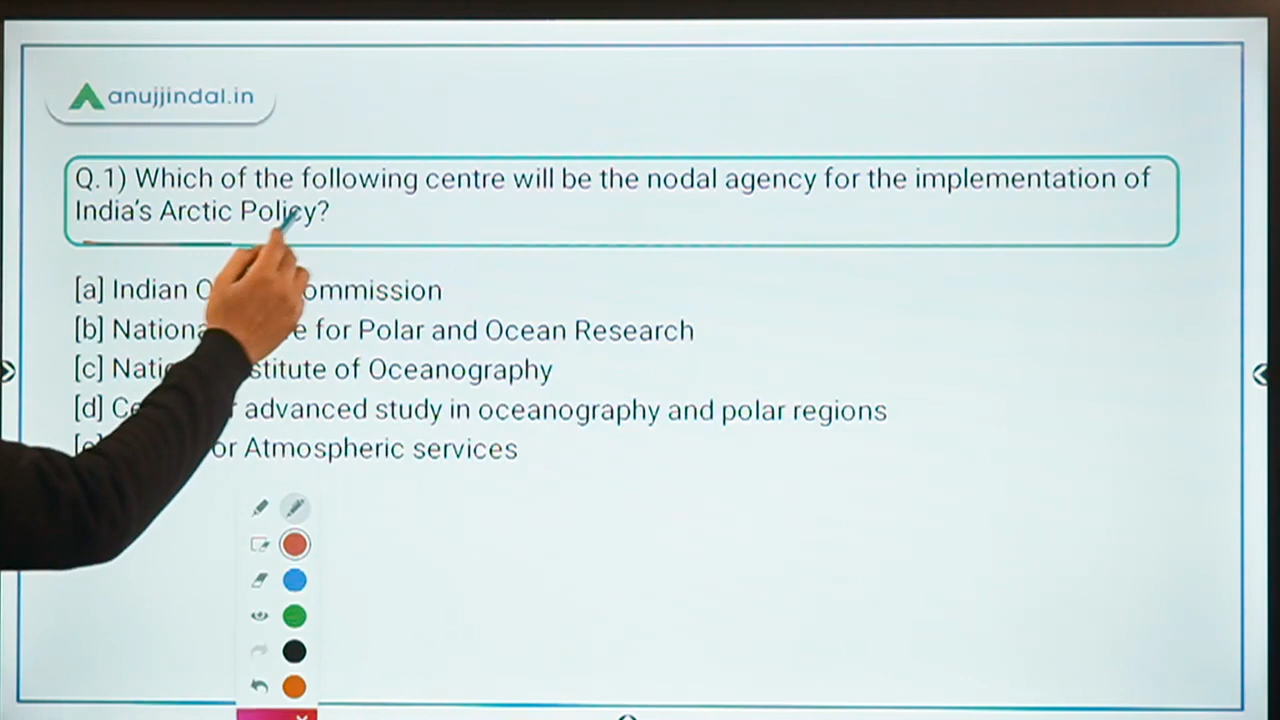 anujjindal.in
Q.1) Which of the following centre will be the nodal agency for the implementation of
India's Arctic Policy?
[a] Indian O ommission
[b] Nationa e for Polar and Ocean Research
[c] Nati stitute of Oceanography
[d] Ce advanced study in oceanography and polar regions
or Atmospheric services